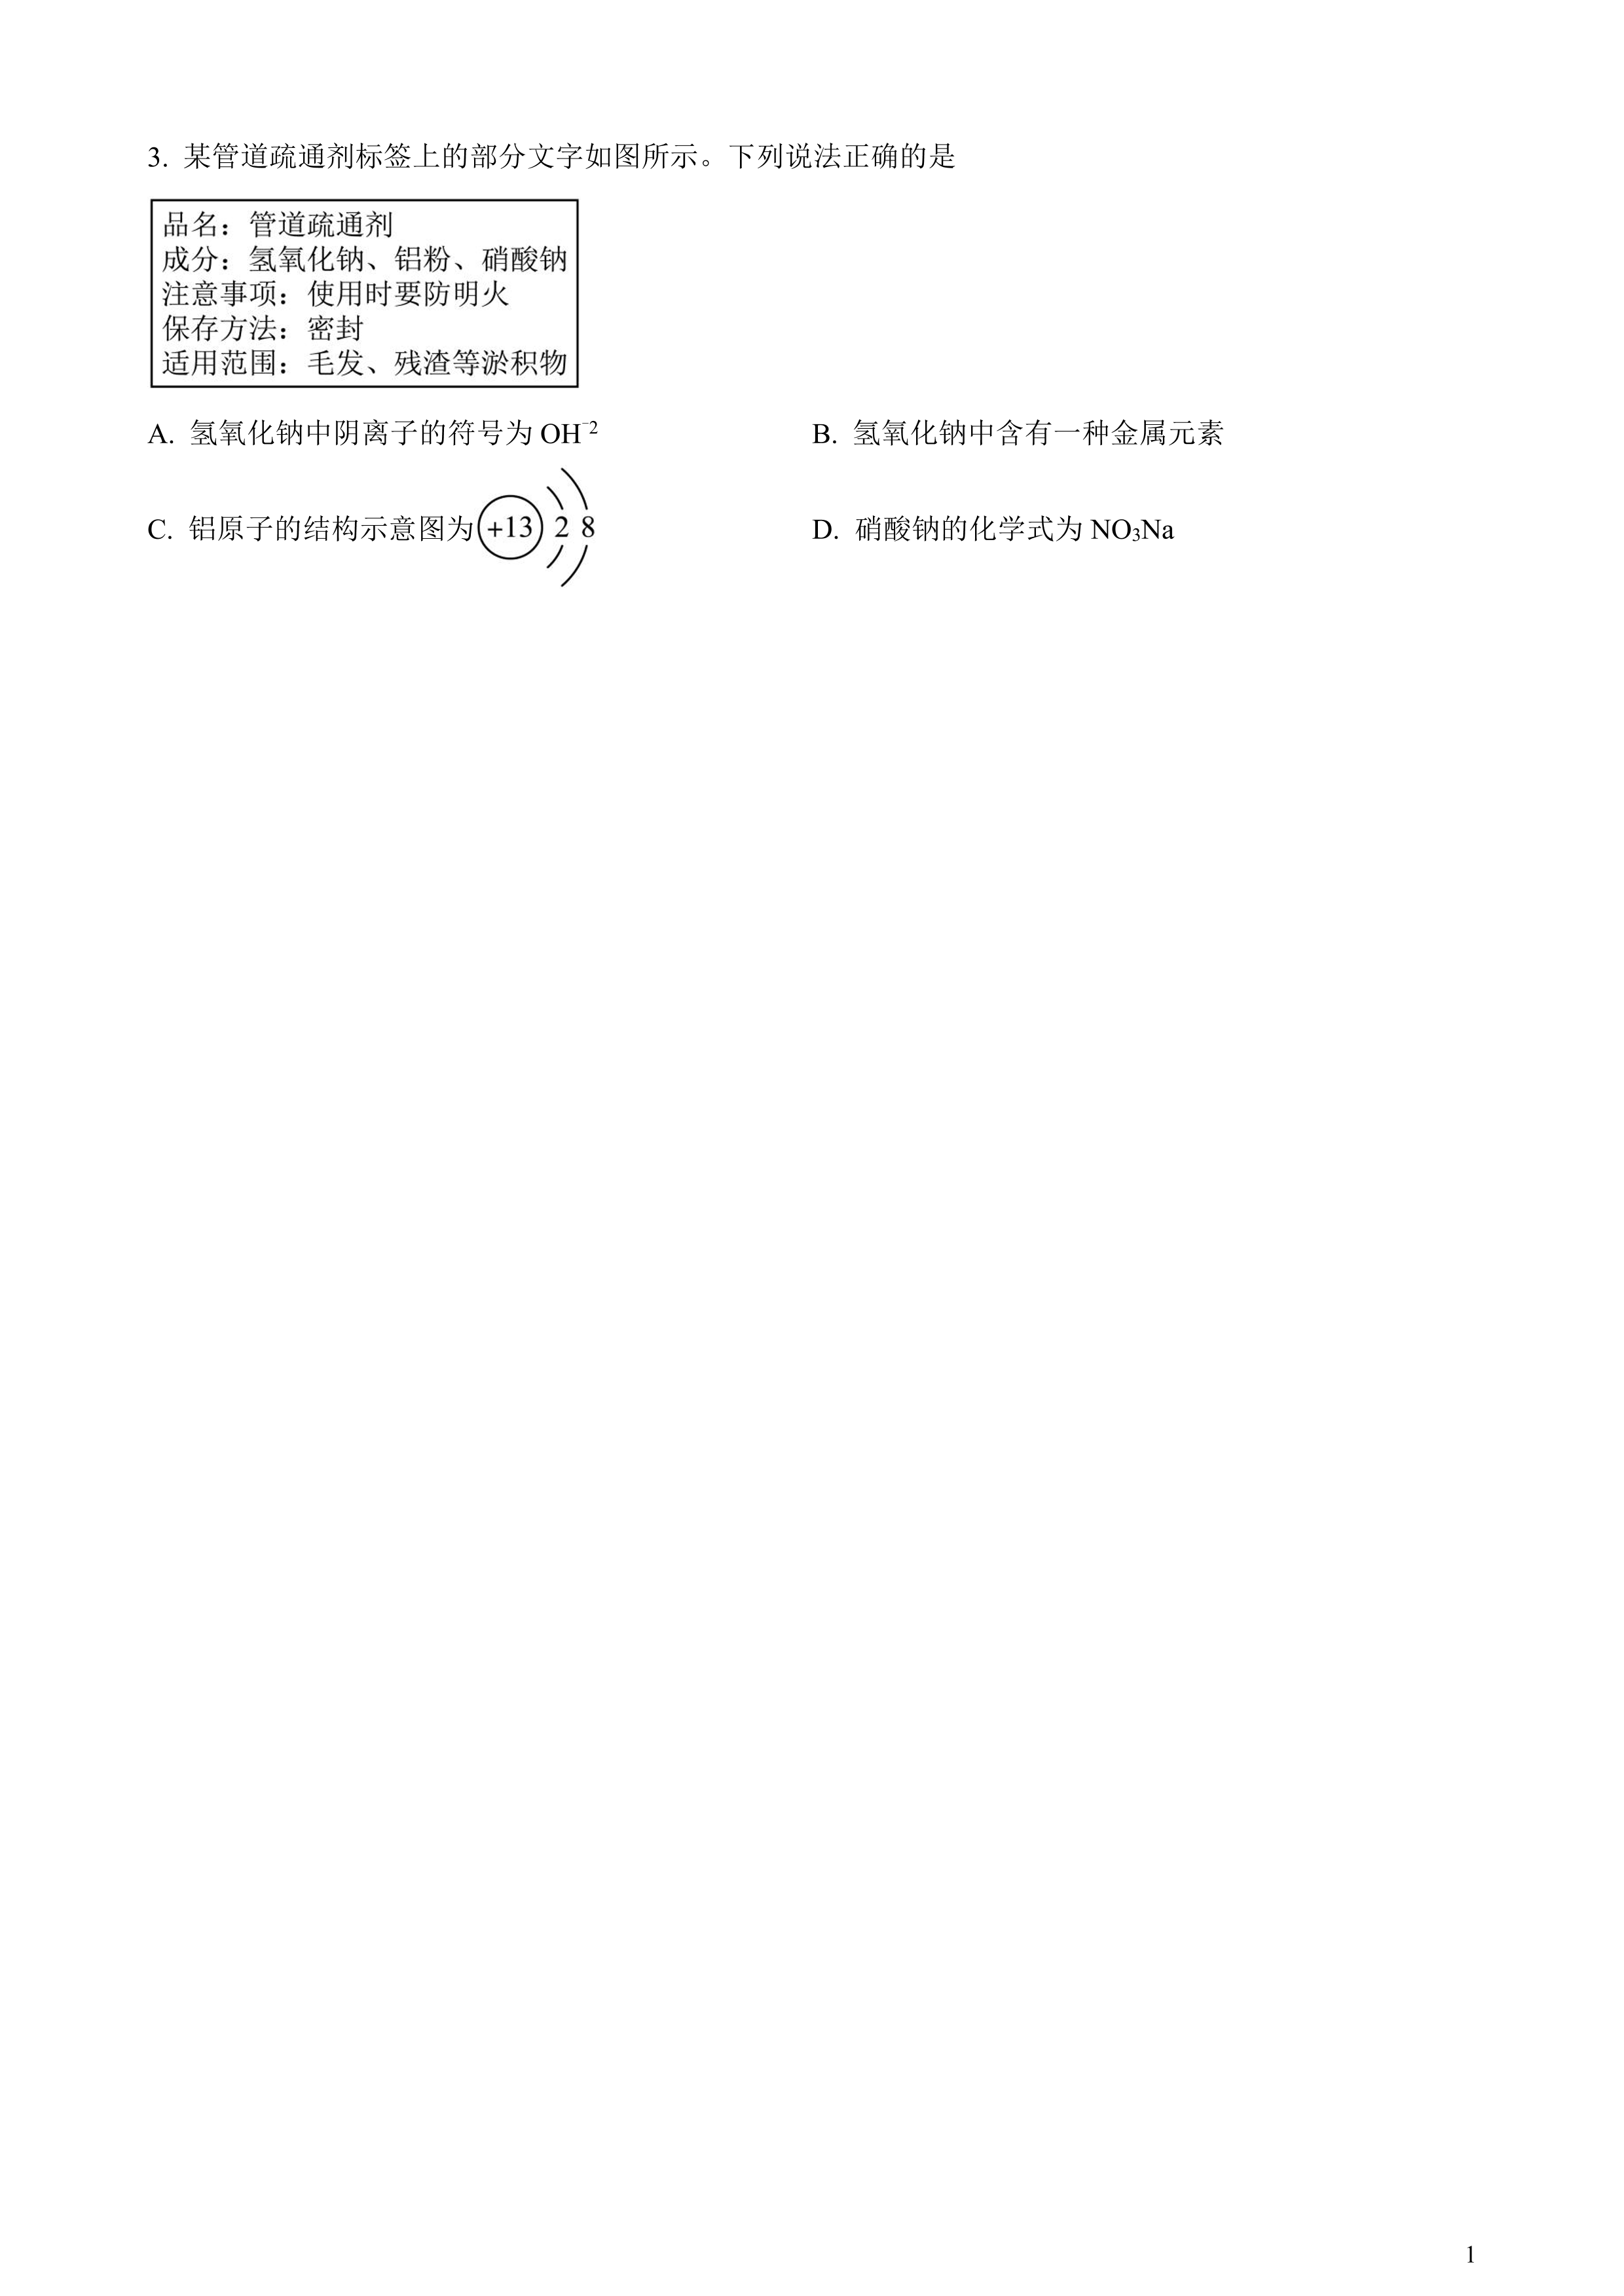 3. 某管道疏通剂标签上的部分文字如图所示。下列说法正确的是
品名：管道疏通剂
成分：氢氧化钠、铝粉、硝酸钠
注意事项：使用时要防明火
保存方法：密封
适用范围：毛发、残渣等淤积物
A. 氢氧化钠中阴离子的符号为 OH⁻² B. 氢氧化钠中含有一种金属元素
C. 铝原子的结构示意图为 +13 2 8 D. 硝酸钠的化学式为 NO₃Na
1